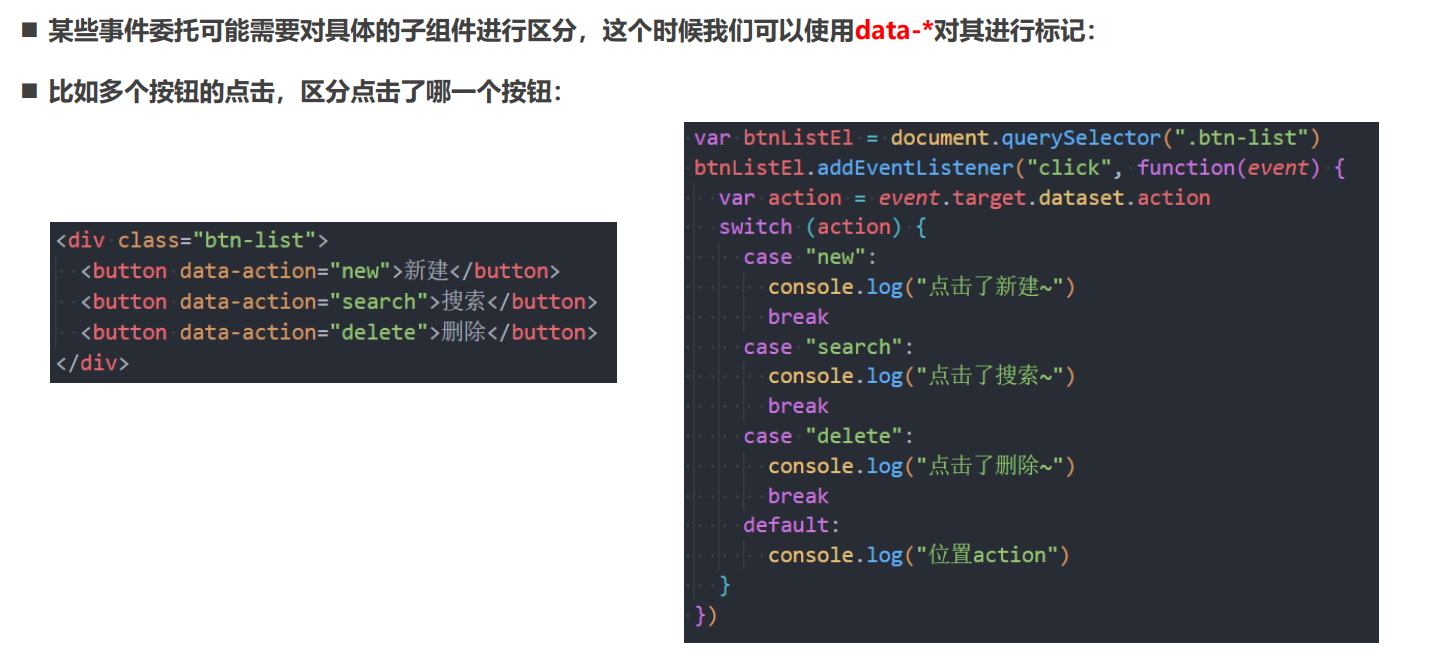 ■ 某些事件委托可能需要对具体的子组件进行区分，这个时候我们可以使用data-*对其进行标记：
■ 比如多个按钮的点击，区分点击了哪一个按钮：
<div class="btn-list">
  <button data-action="new">新建</button>
  <button data-action="search">搜索</button>
  <button data-action="delete">删除</button>
</div>
var btnListEl = document.querySelector(".btn-list")
btnListEl.addEventListener("click", function(event) {
  var action = event.target.dataset.action
  switch (action) {
    case "new":
      console.log("点击了新建~")
      break
    case "search":
      console.log("点击了搜索~")
      break
    case "delete":
      console.log("点击了删除~")
      break
    default:
      console.log("位置action")
  }
})